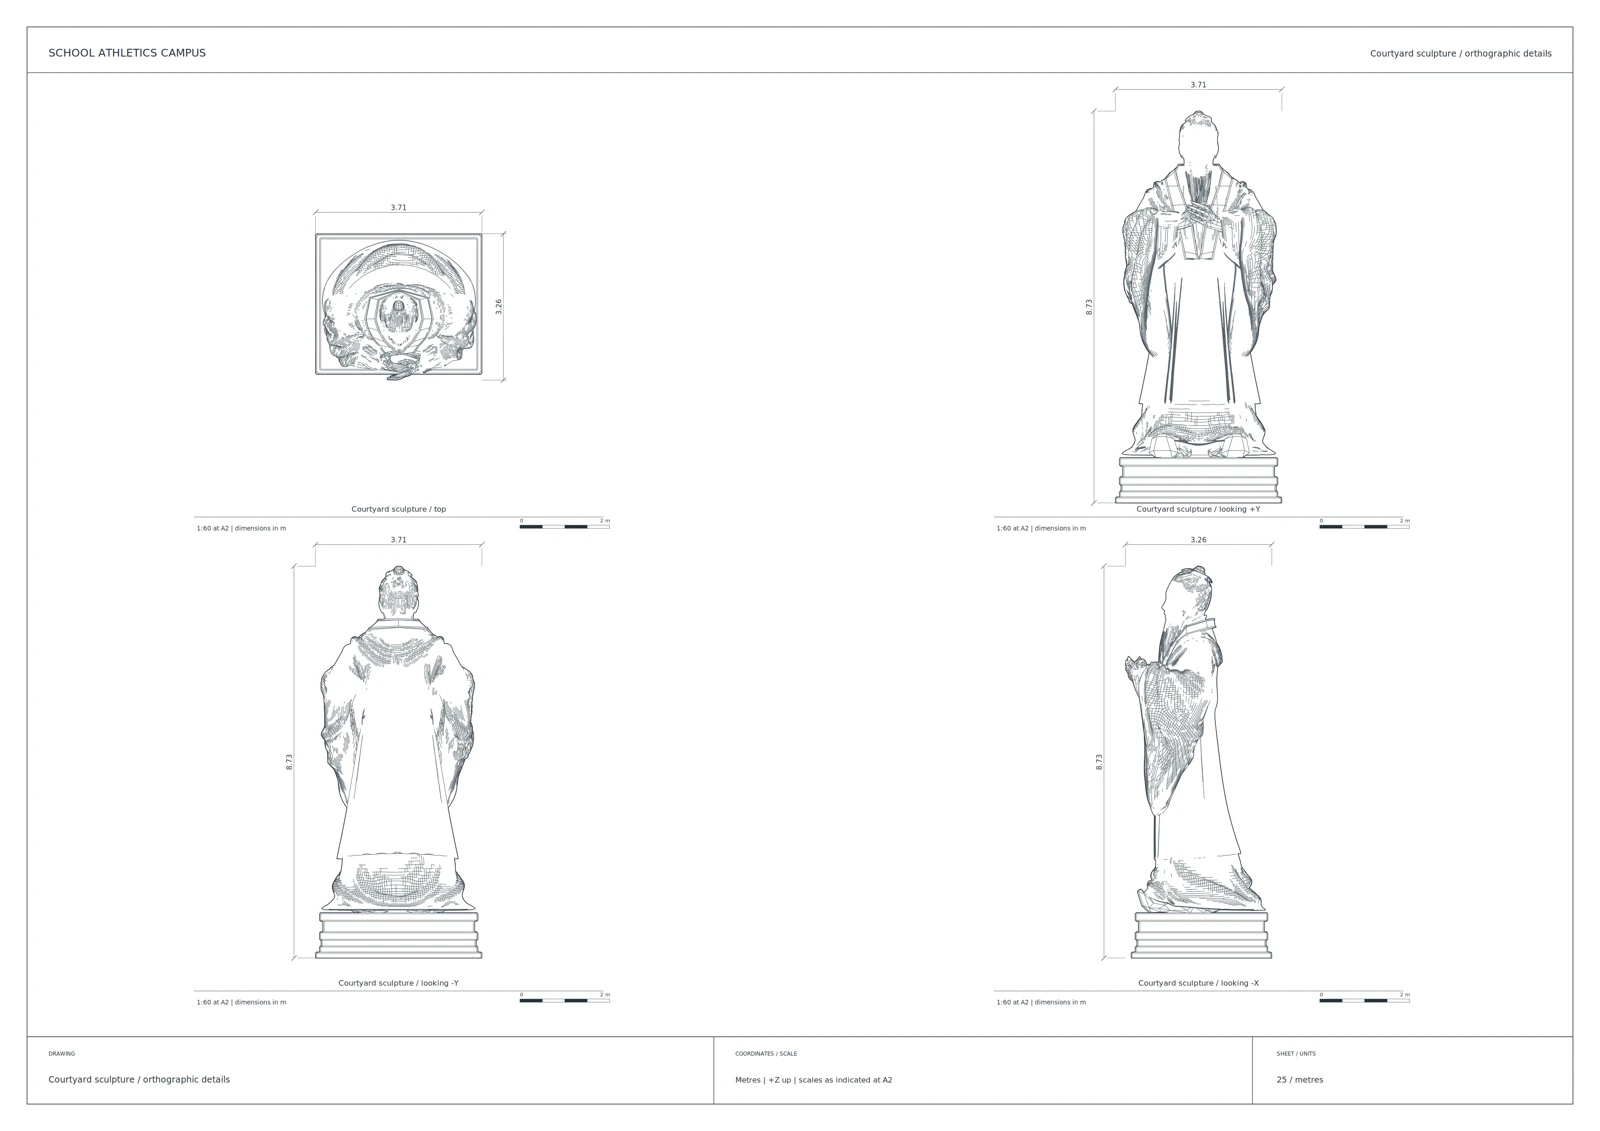 SCHOOL ATHLETICS CAMPUS
Courtyard sculpture / orthographic details
3.71
3.26
Courtyard sculpture / top
1:60 at A2 | dimensions in m
0 2 m
3.71
8.73
Courtyard sculpture / looking +Y
1:60 at A2 | dimensions in m
0 2 m
3.71
8.73
Courtyard sculpture / looking -Y
1:60 at A2 | dimensions in m
0 2 m
3.26
8.73
Courtyard sculpture / looking -X
1:60 at A2 | dimensions in m
0 2 m
DRAWING
Courtyard sculpture / orthographic details
COORDINATES / SCALE
Metres | +Z up | scales as indicated at A2
SHEET / UNITS
25 / metres